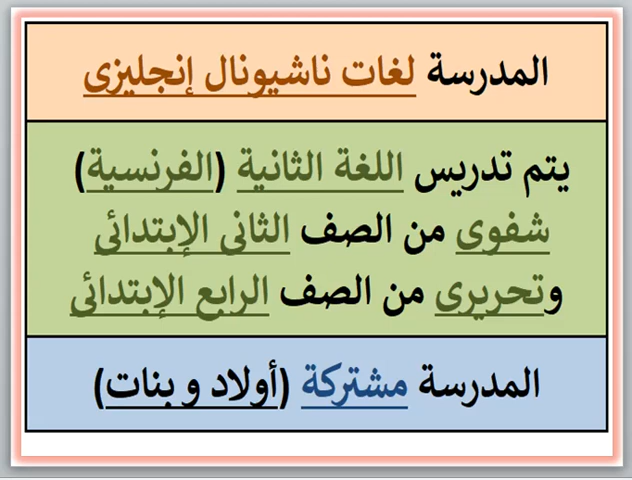 المدرسة لغات ناشيونال إنجليزى
يتم تدريس اللغة الثانية (الفرنسية)
شفوى من الصف الثانى الإبتدائى
وتحريرى من الصف الرابع الإبتدائى
المدرسة مشتركة (أولاد و بنات)